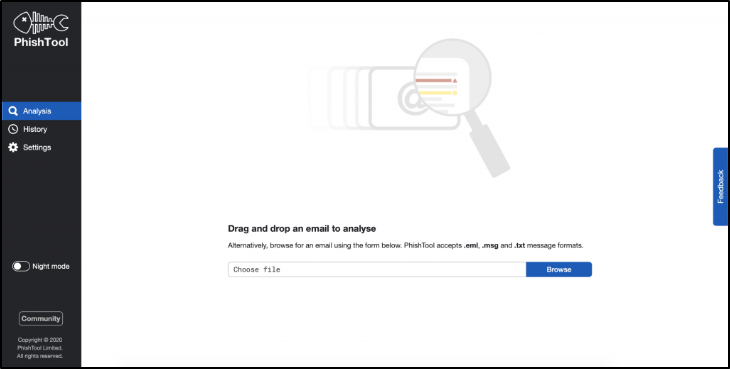 PhishTool
Analysis
History
Settings
Night mode
Community
Copyright © 2020
PhishTool Limited.
All rights reserved.
@
Drag and drop an email to analyse
Alternatively, browse for an email using the form below. PhishTool accepts .eml, .msg and .txt message formats.
Choose file
Browse
Feedback